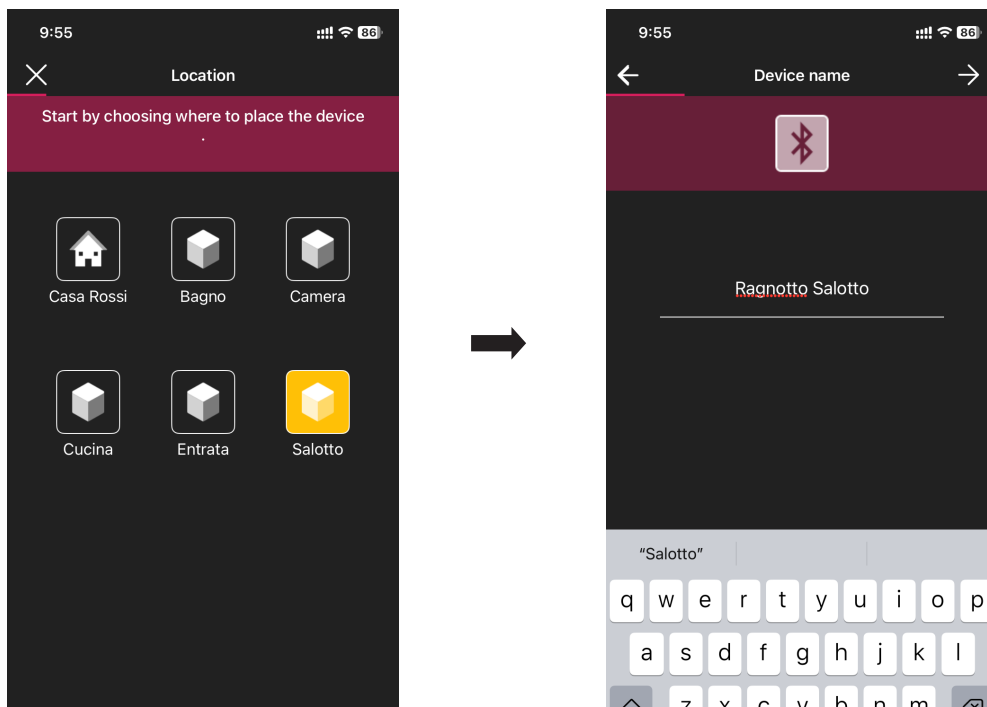 9:55
86
Location
Start by choosing where to place the device
.
Casa Rossi
Bagno
Camera
Cucina
Entrata
Salotto
9:55
86
Device name
Ragnotto Salotto
“Salotto”
q w e r t y u i o p
a s d f g h j k l
z x c v b n m